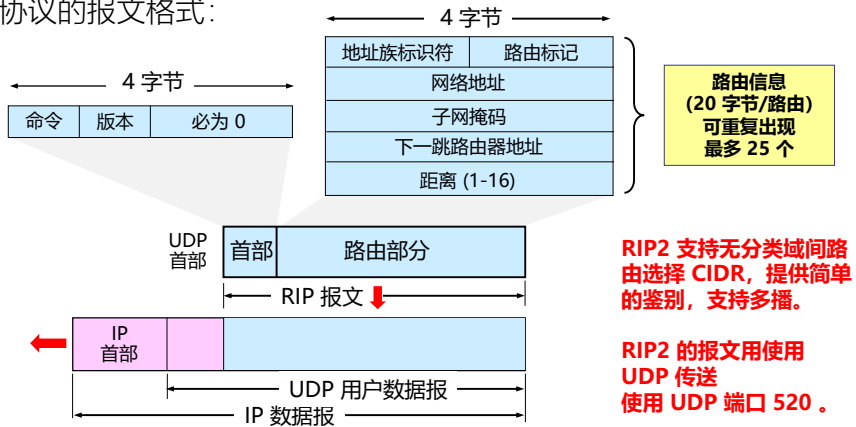 协议的报文格式：
4 字节
地址族标识符 路由标记
网络地址
子网掩码
下一跳路由器地址
距离 (1-16)
路由信息
(20 字节/路由)
可重复出现
最多 25 个
4 字节
命令 版本 必为 0
UDP
首部
首部 路由部分
RIP 报文
IP
首部
UDP 用户数据报
IP 数据报
RIP2 支持无分类域间路
由选择 CIDR，提供简单
的鉴别，支持多播。
RIP2 的报文用使用
UDP 传送
使用 UDP 端口 520 。